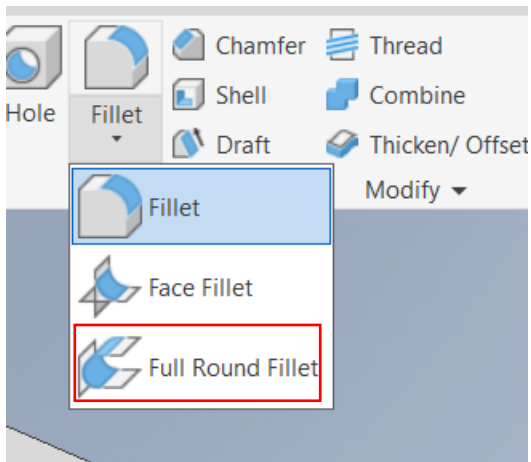 Hole
Fillet
Chamfer
Shell
Draft
Thread
Combine
Thicken/ Offset
Modify
Fillet
Face Fillet
Full Round Fillet